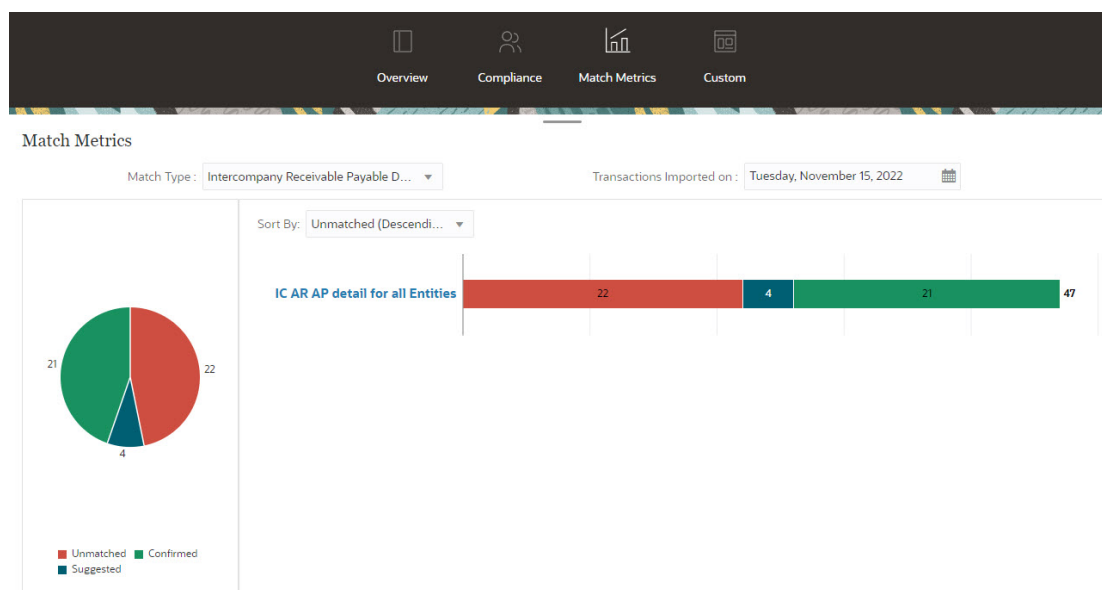 Overview Compliance Match Metrics Custom
Match Metrics
Match Type : Intercompany Receivable Payable D... Transactions Imported on : Tuesday, November 15, 2022
Sort By: Unmatched (Descendi...
IC AR AP detail for all Entities 22 4 21 47
21 22
4
Unmatched Confirmed
Suggested